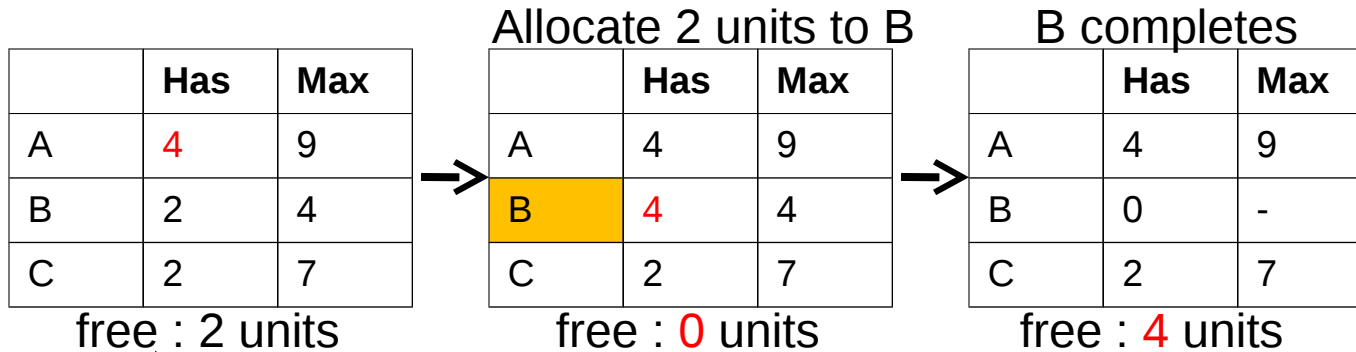 Allocate 2 units to B B completes
Has Max Has Max Has Max
A 4 9 A 4 9 A 4 9
B 2 4 B 4 4 B 0 -
C 2 7 C 2 7 C 2 7
free : 2 units free : 0 units free : 4 units